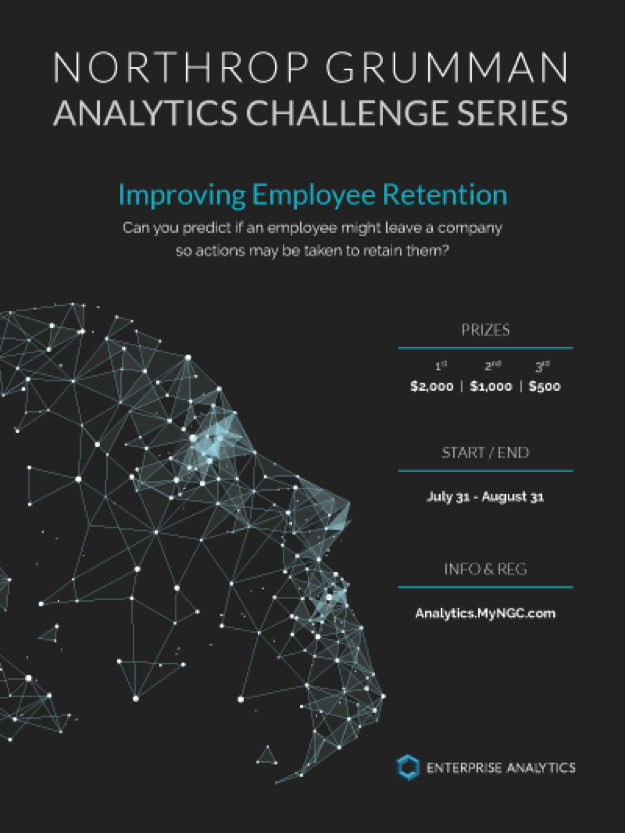 NORTHROP GRUMMAN
ANALYTICS CHALLENGE SERIES
Improving Employee Retention
Can you predict if an employee might leave a company
so actions may be taken to retain them?
PRIZES
1st 2nd 3rd
$2,000 | $1,000 | $500
START / END
July 31 - August 31
INFO & REG
Analytics.MyNGC.com
ENTERPRISE ANALYTICS